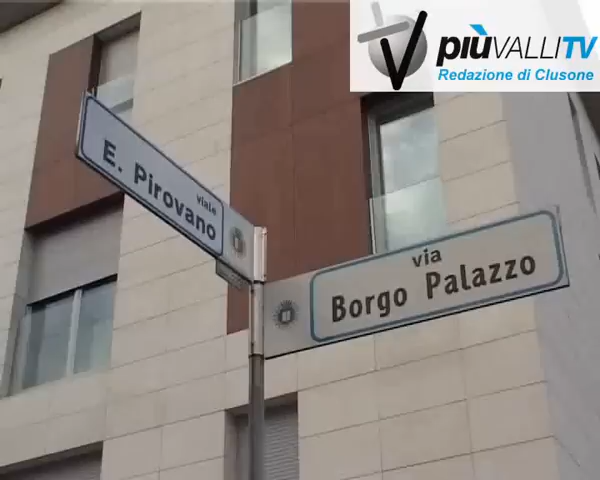 piùVALLITV
Redazione di Clusone
viale
E. Pirovano
via
Borgo Palazzo